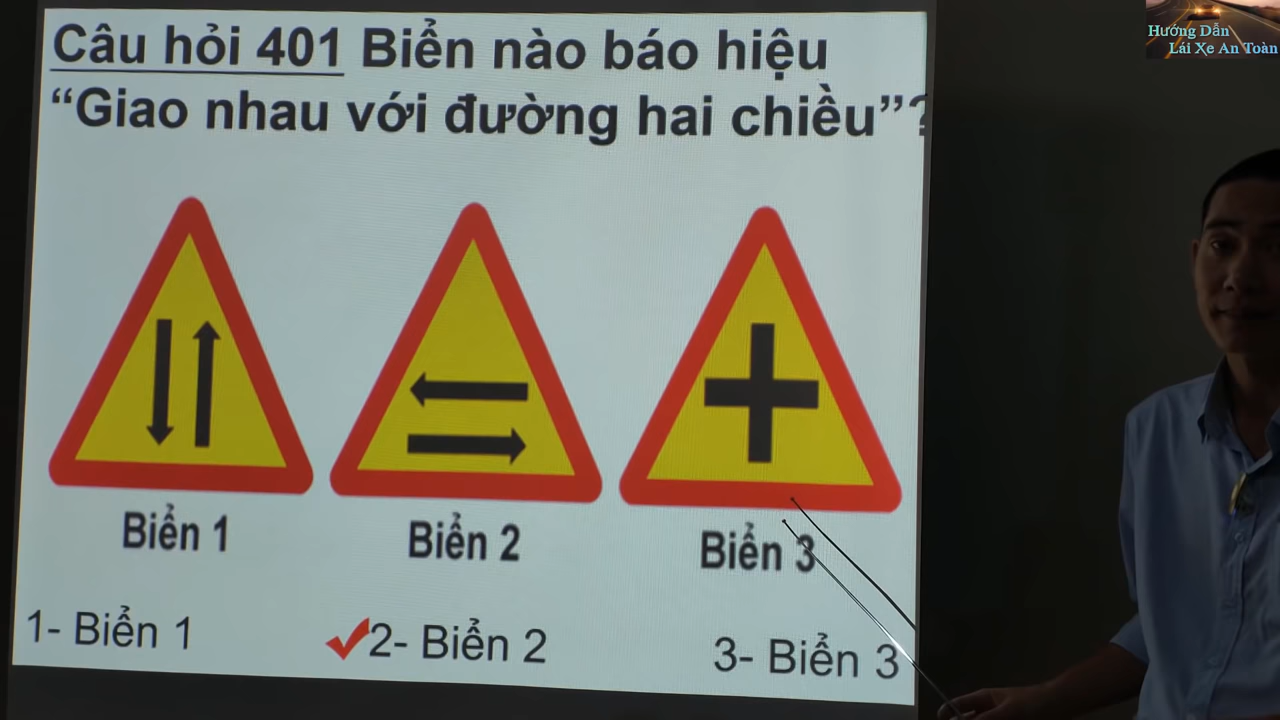 Hướng Dẫn
Lái Xe An Toàn
Câu hỏi 401 Biển nào báo hiệu
“Giao nhau với đường hai chiều”?
Biển 1
Biển 2
Biển 3
1- Biển 1
2- Biển 2
3- Biển 3